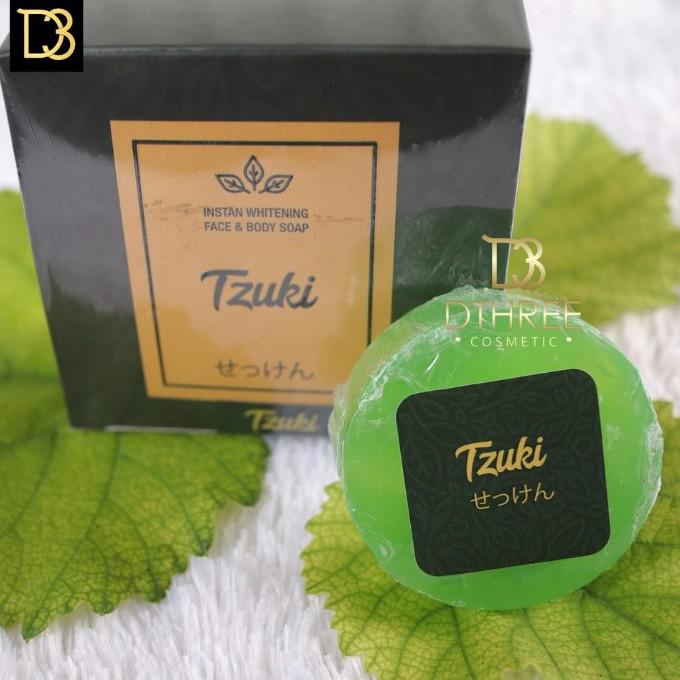 D3
INSTAN WHITENING
FACE & BODY SOAP
Tzuki
せっけん
Tzuki
D3
DTHREE
• COSMETIC •
Tzuki
せっけん